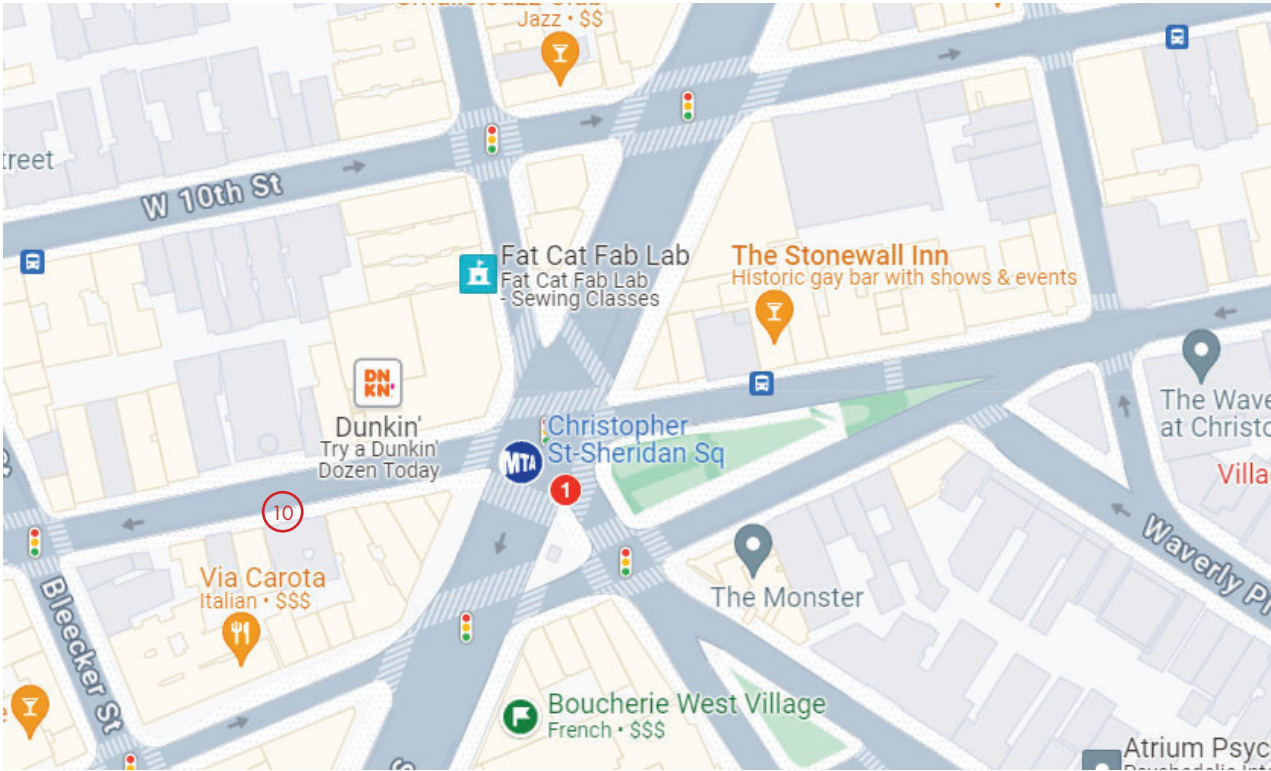 Jazz • $$
treet
W 10th St
Fat Cat Fab Lab
Fat Cat Fab Lab
- Sewing Classes
The Stonewall Inn
Historic gay bar with shows & events
DN
KN'
Dunkin'
Try a Dunkin'
Dozen Today
Christopher
St-Sheridan Sq
MTA
1
The Wave
at Christo
Villa
10
Via Carota
Italian • $$$
The Monster
Waverly Pl
Bleecker St
Boucherie West Village
French • $$$
Atrium Psyc